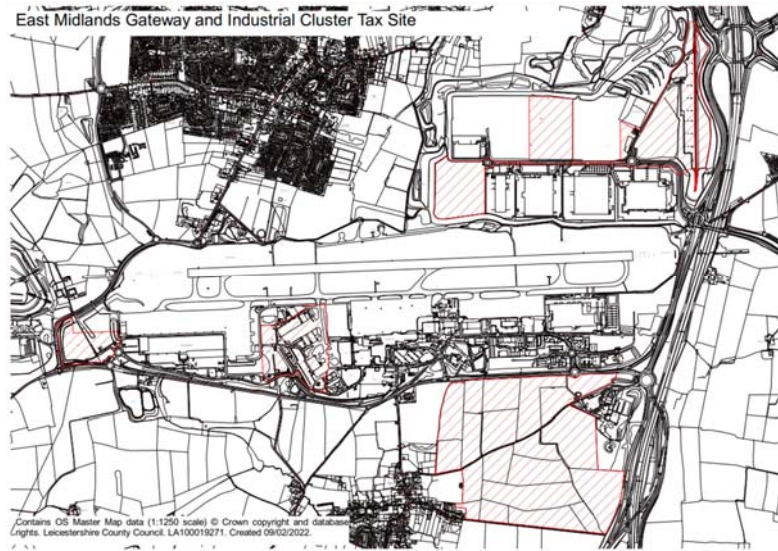 East Midlands Gateway and Industrial Cluster Tax Site
Contains OS Master Map data (1:1250 scale) © Crown copyright and database
rights. Leicestershire County Council. LA100019271. Created 09/02/2022.